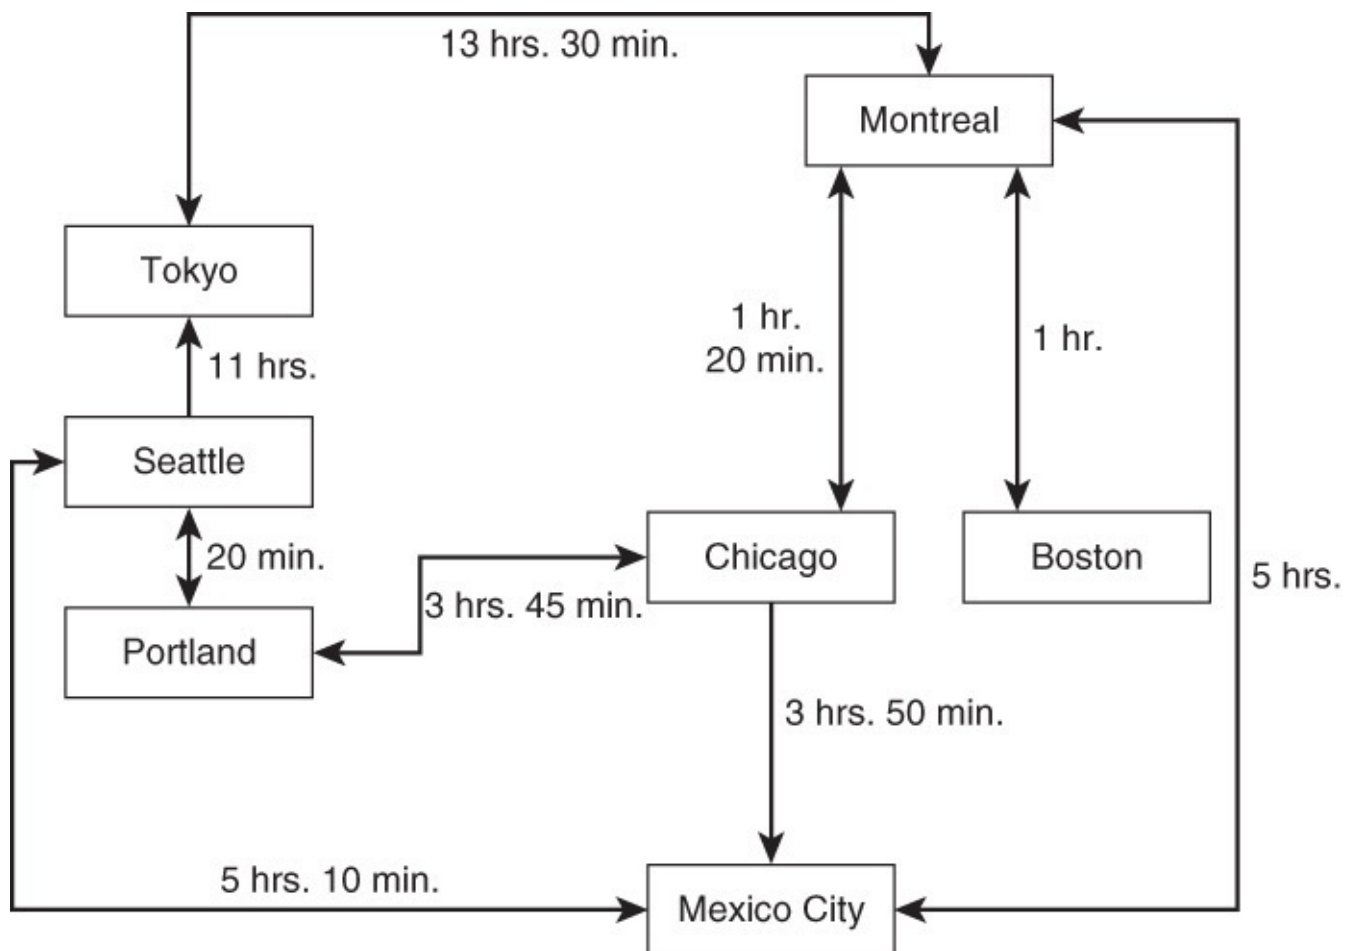 13 hrs. 30 min.
Montreal
Tokyo
1 hr.
20 min.
1 hr.
11 hrs.
Seattle
20 min.
Chicago
Boston
5 hrs.
3 hrs. 45 min.
Portland
3 hrs. 50 min.
5 hrs. 10 min.
Mexico City